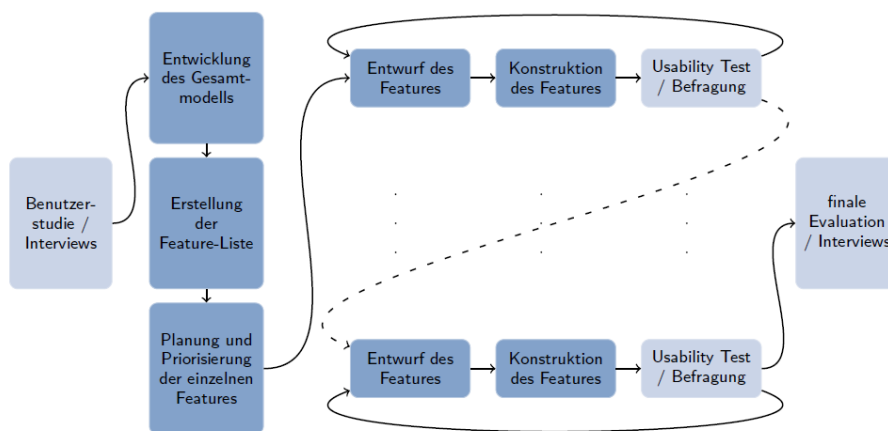 Benutzer-
studie /
Interviews
Entwicklung
des Gesamt-
modells
Erstellung
der
Feature-Liste
Planung und
Priorisierung
der einzelnen
Features
Entwurf des
Features
Konstruktion
des Features
Usability Test
/ Befragung
Entwurf des
Features
Konstruktion
des Features
Usability Test
/ Befragung
finale
Evaluation
/ Interviews